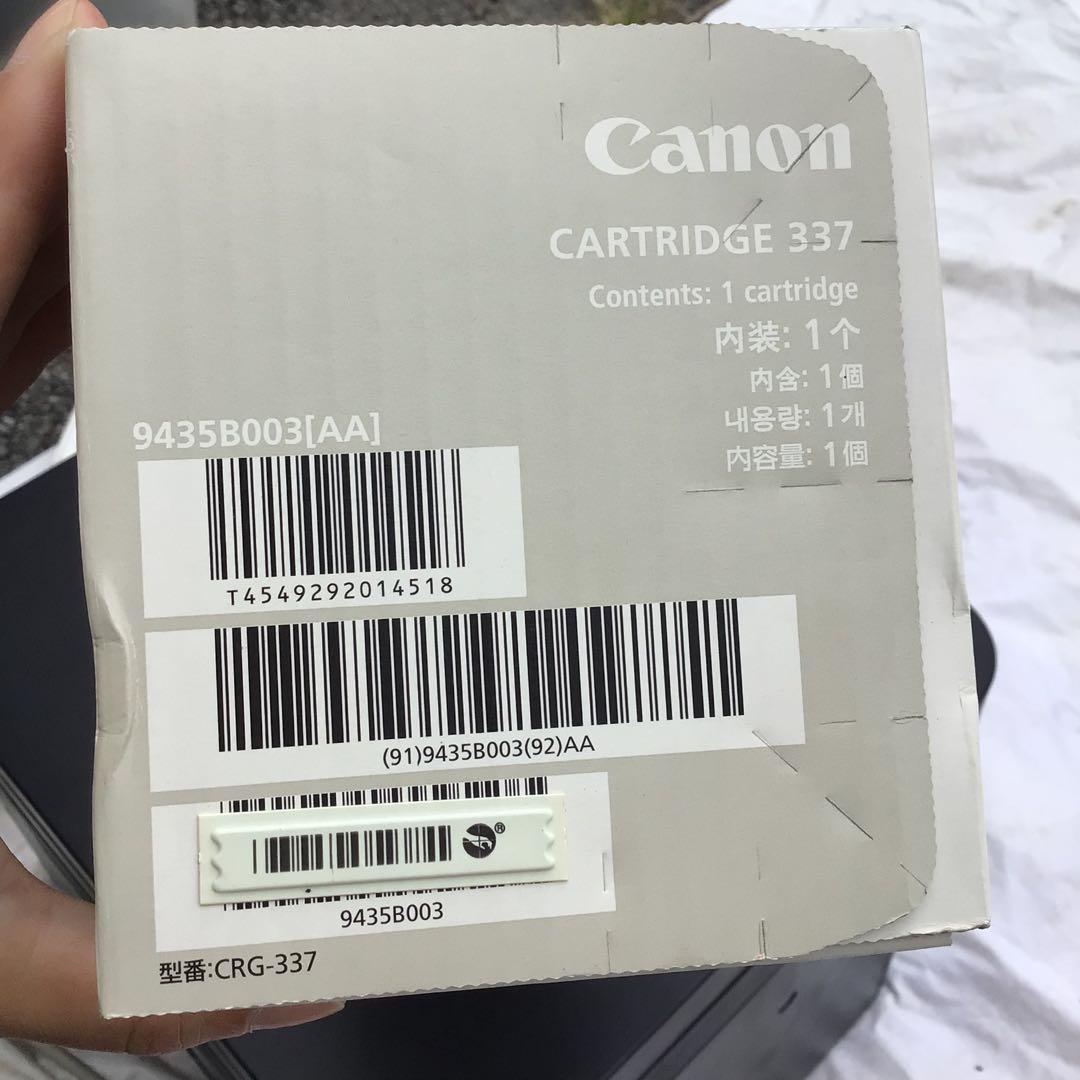 Canon
CARTRIDGE 337
Contents: 1 cartridge
内装: 1个
内含: 1個
내용량: 1개
内容量: 1個
9435B003[AA]
T4549292014518
(91)9435B003(92)AA
®
9435B003
型番:CRG-337